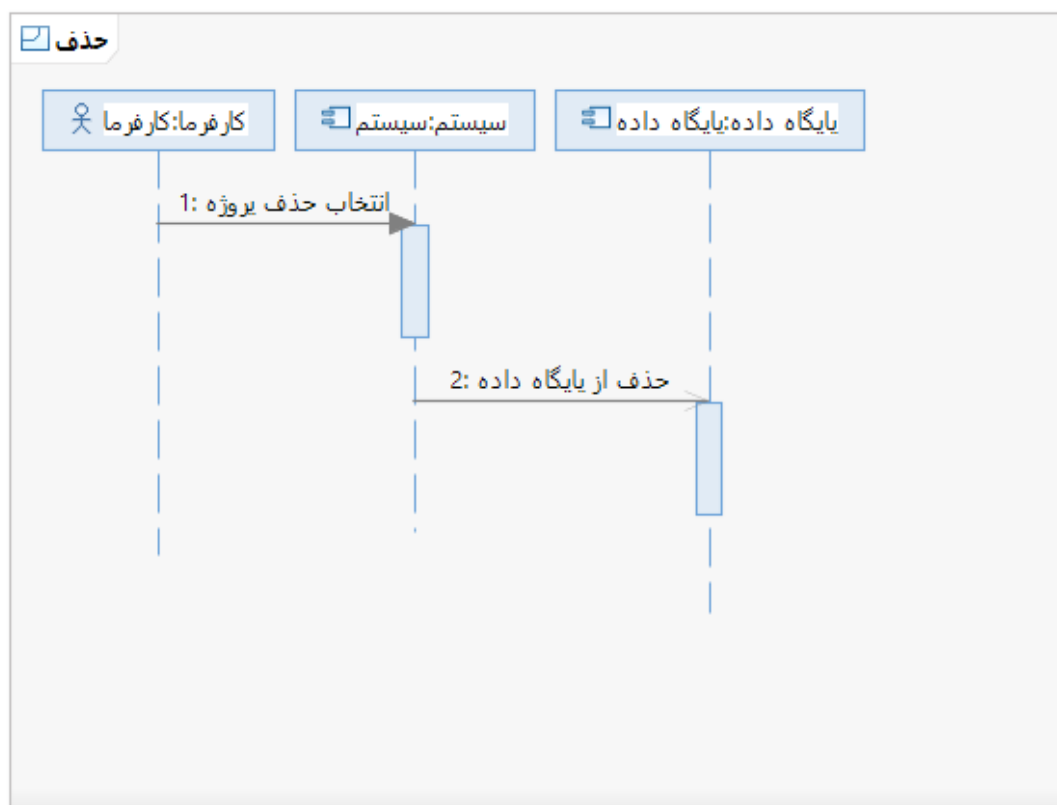 حذف
کارفرما:کارفرما
سیستم:سیستم
پایگاه داده:پایگاه داده
1: انتخاب حذف پروژه
2: حذف از پایگاه داده